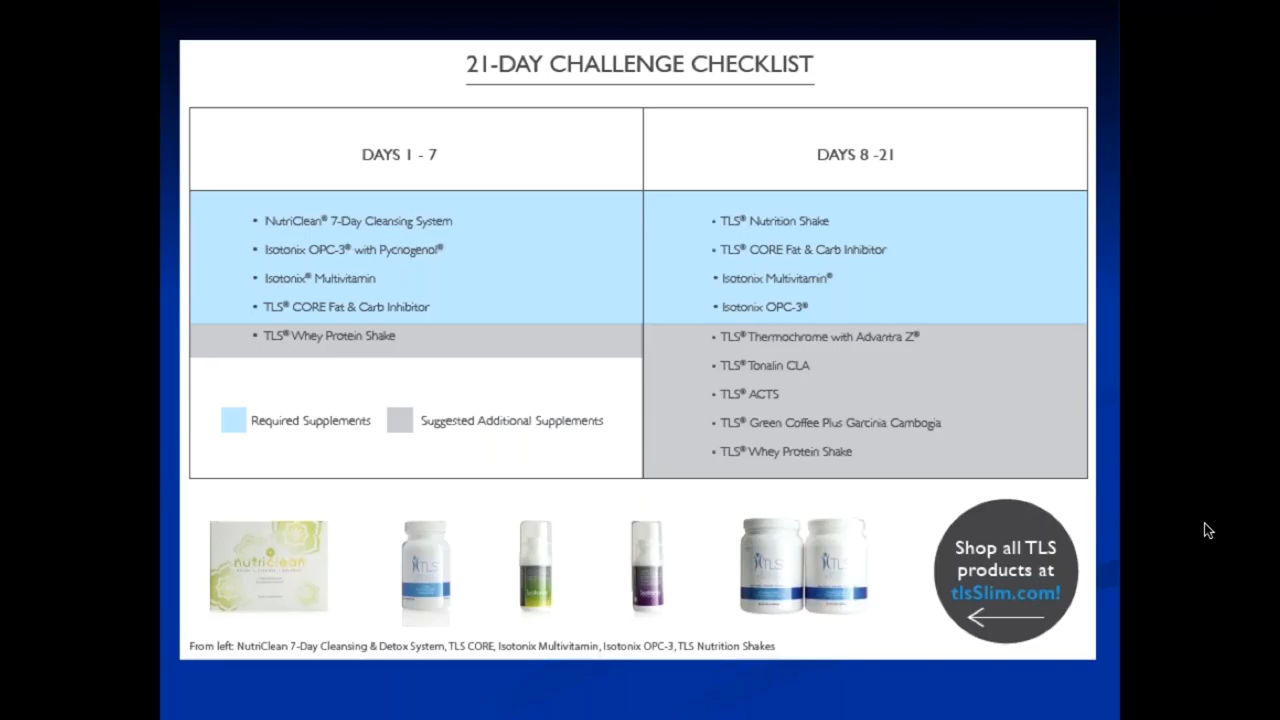 21-DAY CHALLENGE CHECKLIST
DAYS 1 - 7
• NutriClean® 7-Day Cleansing System
• Isotonix OPC-3® with Pycnogenol®
• Isotonix® Multivitamin
• TLS® CORE Fat & Carb Inhibitor
• TLS® Whey Protein Shake
Required Supplements
Suggested Additional Supplements
DAYS 8 -21
• TLS® Nutrition Shake
• TLS® CORE Fat & Carb Inhibitor
• Isotonix Multivitamin®
• Isotonix OPC-3®
• TLS® Thermochrome with Advantra Z®
• TLS® Tonalin CLA
• TLS® ACTS
• TLS® Green Coffee Plus Garcinia Cambogia
• TLS® Whey Protein Shake
nutriclean
TLS
TLS
TLS
Shop all TLS
products at
tlsSlim.com!
From left: NutriClean 7-Day Cleansing & Detox System, TLS CORE, Isotonix Multivitamin, Isotonix OPC-3, TLS Nutrition Shakes